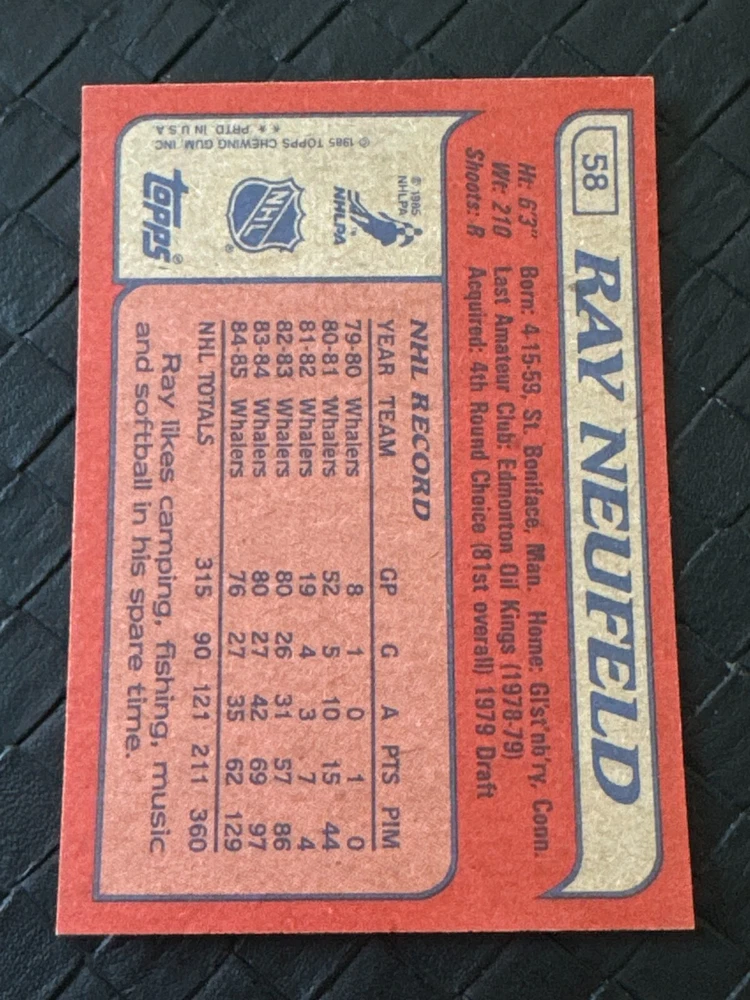 58
RAY NEUFELD
Ht: 6'3" Born: 4-15-59, St. Boniface, Man. Home: Gl'st'nb'ry, Conn.
Wt: 210 Last Amateur Club: Edmonton Oil Kings (1978-79)
Shoots: R Acquired: 4th Round Choice (81st overall) 1979 Draft
NHL RECORD
YEAR TEAM GP G A PTS PIM
79-80 Whalers 8 1 0 1 0
80-81 Whalers 52 5 10 15 44
81-82 Whalers 19 4 3 7 4
82-83 Whalers 80 26 31 57 86
83-84 Whalers 80 27 42 69 97
84-85 Whalers 76 27 35 62 129
NHL TOTALS 315 90 121 211 360
Ray likes camping, fishing, music
and softball in his spare time.
© 1985
NHLPA
NHLPA
NHL ®
topps®
© 1985 TOPPS CHEWING GUM, INC
* * PRTD. IN U.S.A